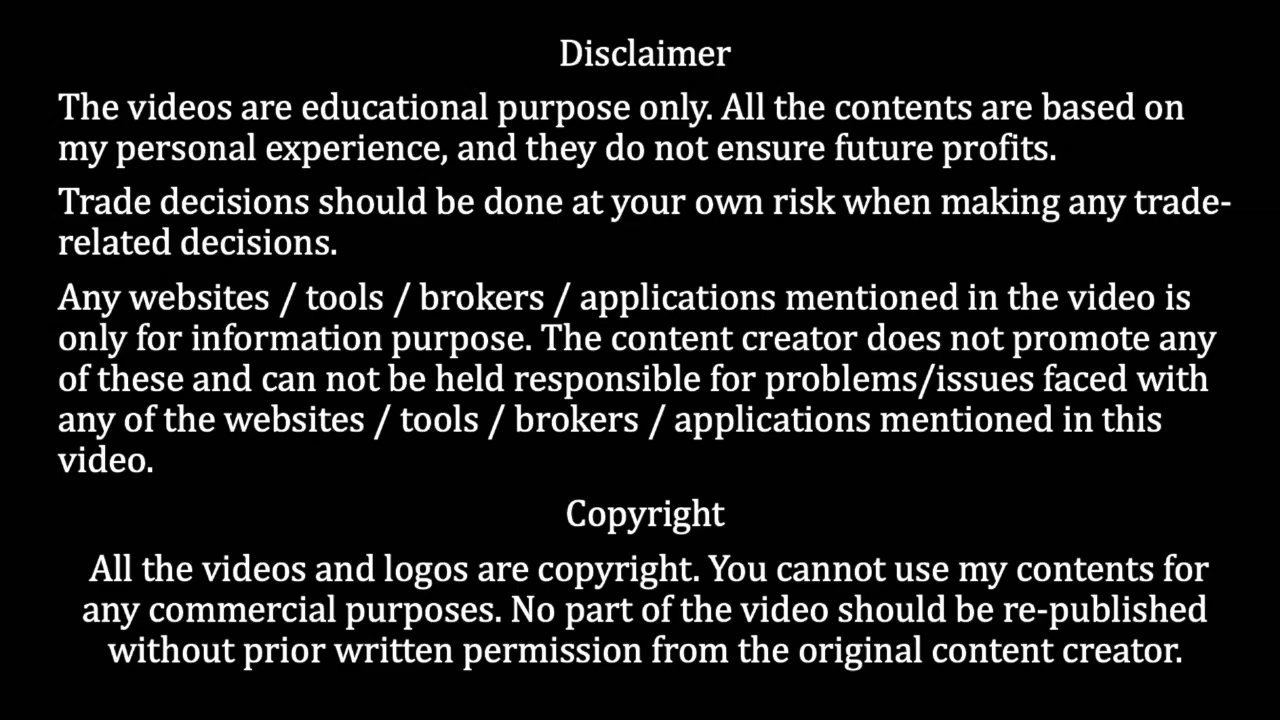 Disclaimer
The videos are educational purpose only. All the contents are based on
my personal experience, and they do not ensure future profits.
Trade decisions should be done at your own risk when making any trade-
related decisions.
Any websites / tools / brokers / applications mentioned in the video is
only for information purpose. The content creator does not promote any
of these and can not be held responsible for problems/issues faced with
any of the websites / tools / brokers / applications mentioned in this
video.
Copyright
All the videos and logos are copyright. You cannot use my contents for
any commercial purposes. No part of the video should be re-published
without prior written permission from the original content creator.